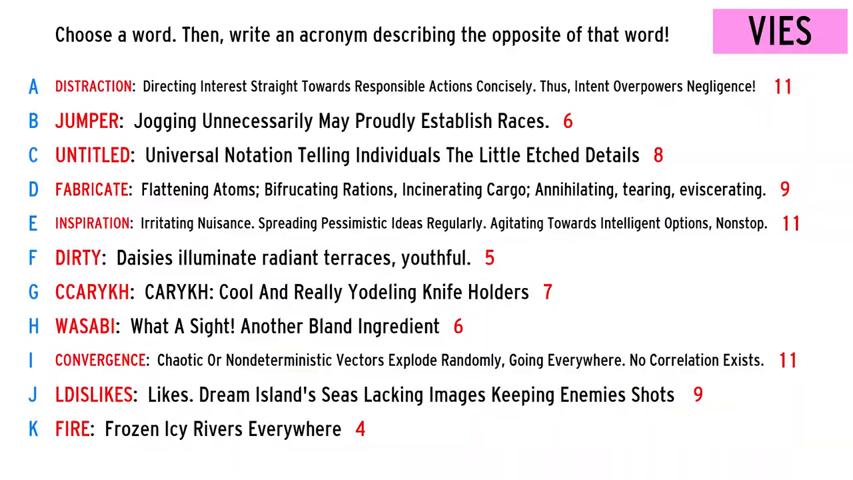 Choose a word. Then, write an acronym describing the opposite of that word!
VIES
A DISTRACTION: Directing Interest Straight Towards Responsible Actions Concisely. Thus, Intent Overpowers Negligence! 11
B JUMPER: Jogging Unnecessarily May Proudly Establish Races. 6
C UNTITLED: Universal Notation Telling Individuals The Little Etched Details 8
D FABRICATE: Flattening Atoms; Bifrucating Rations, Incinerating Cargo; Annihilating, tearing, eviscerating. 9
E INSPIRATION: Irritating Nuisance. Spreading Pessimistic Ideas Regularly. Agitating Towards Intelligent Options, Nonstop. 11
F DIRTY: Daisies illuminate radiant terraces, youthful. 5
G CCARYKH: CARYKH: Cool And Really Yodeling Knife Holders 7
H WASABI: What A Sight! Another Bland Ingredient 6
I CONVERGENCE: Chaotic Or Nondeterministic Vectors Explode Randomly, Going Everywhere. No Correlation Exists. 11
J LDISLIKES: Likes. Dream Island's Seas Lacking Images Keeping Enemies Shots 9
K FIRE: Frozen Icy Rivers Everywhere 4